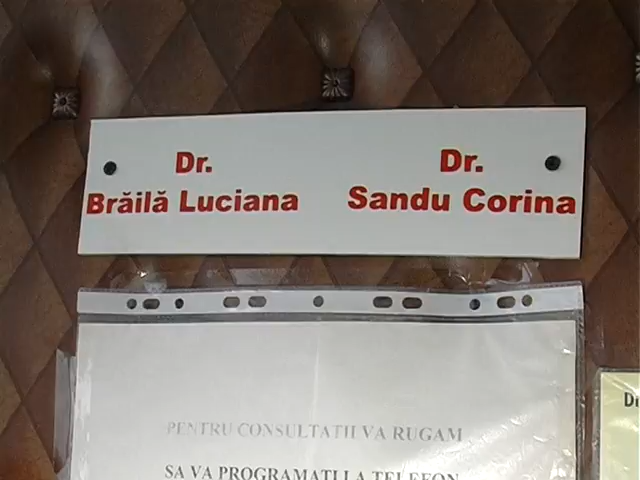 Dr.
Brăilă Luciana
Dr.
Sandu Corina
PENTRU CONSULTATII VA RUGAM
SA VA PROGRAMATI LA TELEFON